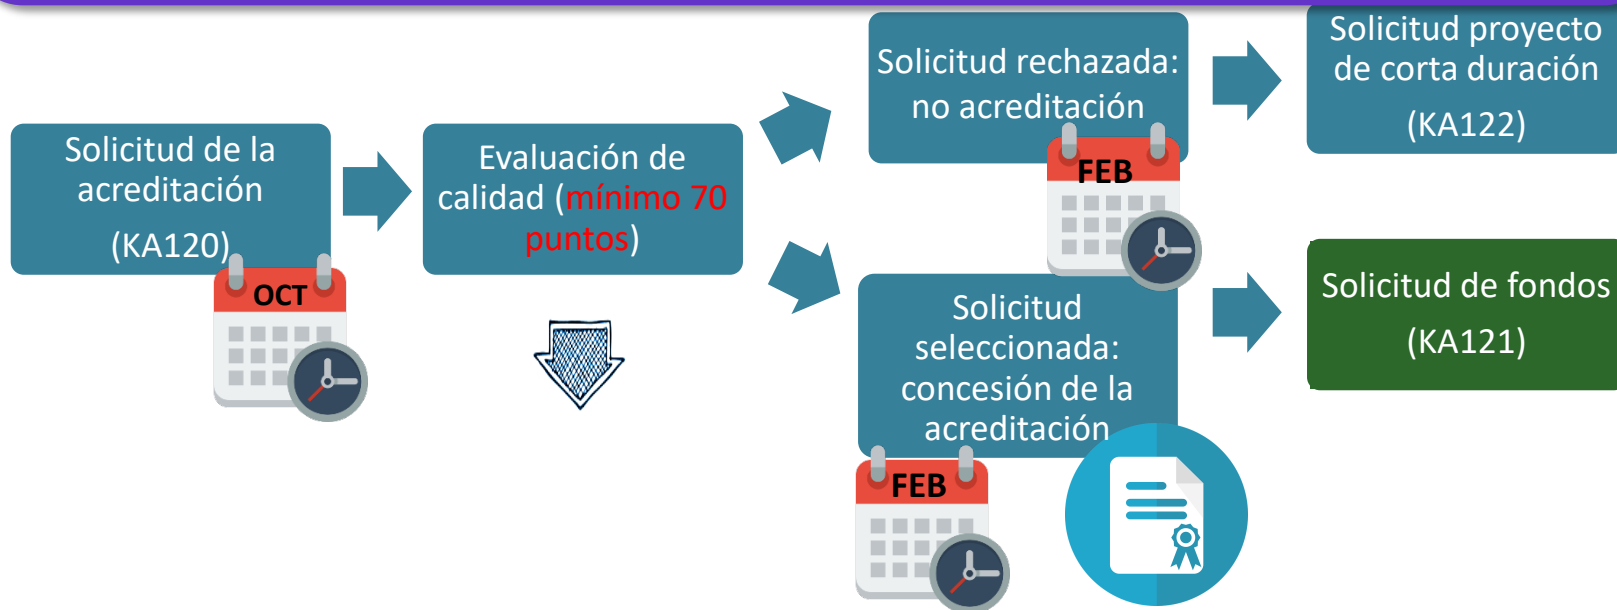 Solicitud de la
acreditación
(KA120)
OCT
Evaluación de
calidad (mínimo 70
puntos)
Solicitud rechazada:
no acreditación
FEB
Solicitud proyecto
de corta duración
(KA122)
Solicitud
seleccionada:
concesión de la
acreditación
FEB
Solicitud de fondos
(KA121)